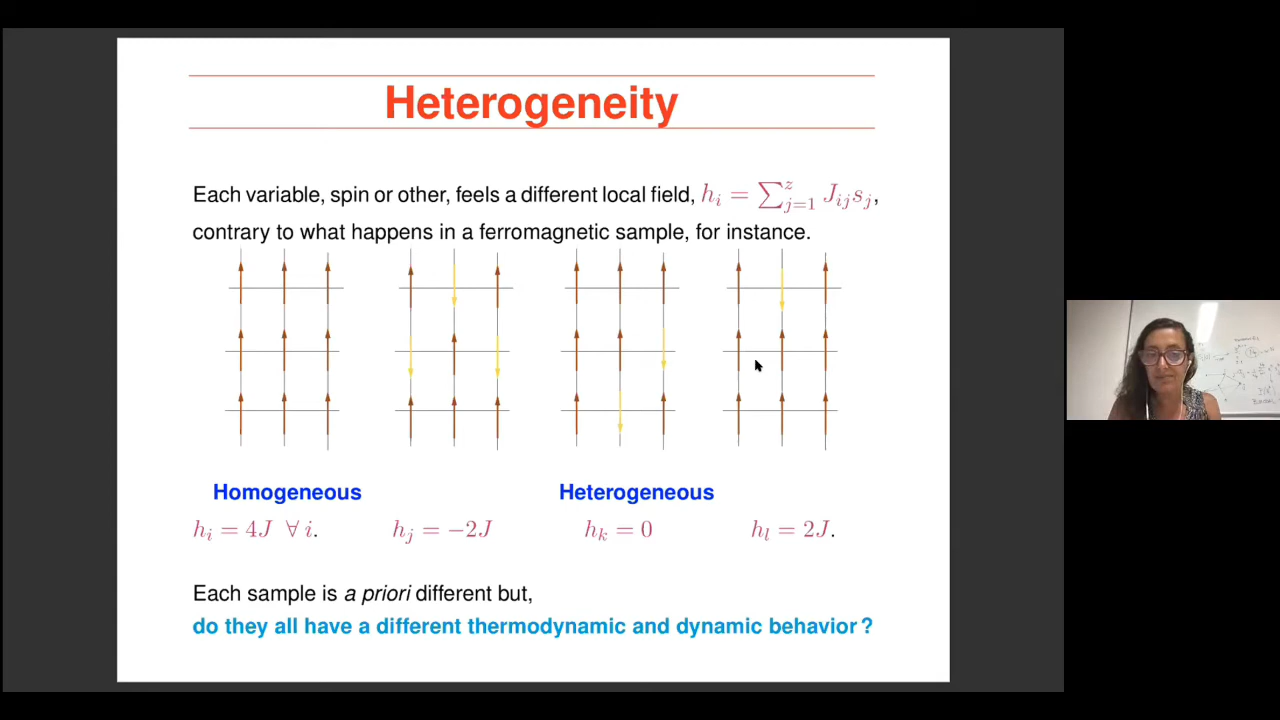 Heterogeneity
Each variable, spin or other, feels a different local field, $h_i = \sum_{j=1}^{z} J_{ij} s_j$,
contrary to what happens in a ferromagnetic sample, for instance.
Homogeneous Heterogeneous
$h_i = 4J \;\; \forall\, i$. $h_j = -2J$ $h_k = 0$ $h_l = 2J$.
Each sample is a priori different but,
do they all have a different thermodynamic and dynamic behavior ?